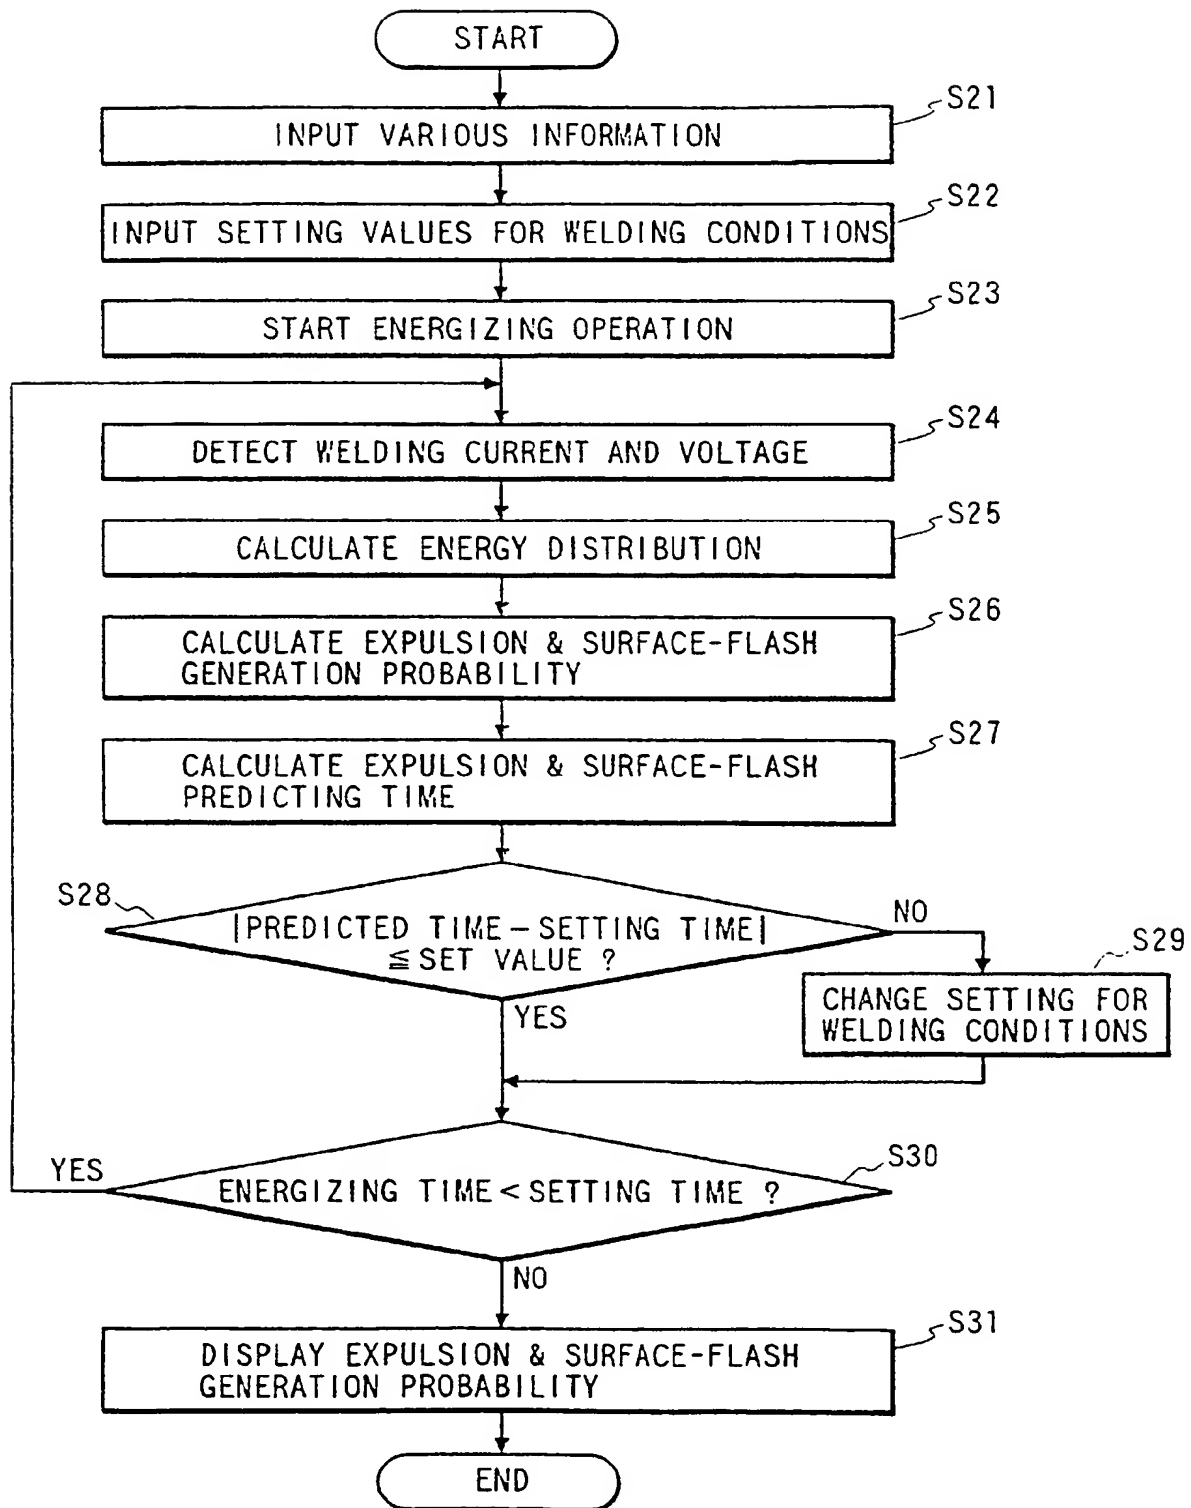 START
S21
INPUT VARIOUS INFORMATION
S22
INPUT SETTING VALUES FOR WELDING CONDITIONS
S23
START ENERGIZING OPERATION
S24
DETECT WELDING CURRENT AND VOLTAGE
S25
CALCULATE ENERGY DISTRIBUTION
S26
CALCULATE EXPULSION & SURFACE-FLASH
GENERATION PROBABILITY
S27
CALCULATE EXPULSION & SURFACE-FLASH
PREDICTING TIME
S28
|PREDICTED TIME – SETTING TIME|
≦ SET VALUE ?
NO
S29
CHANGE SETTING FOR
WELDING CONDITIONS
YES
YES
S30
ENERGIZING TIME < SETTING TIME ?
NO
S31
DISPLAY EXPULSION & SURFACE-FLASH
GENERATION PROBABILITY
END